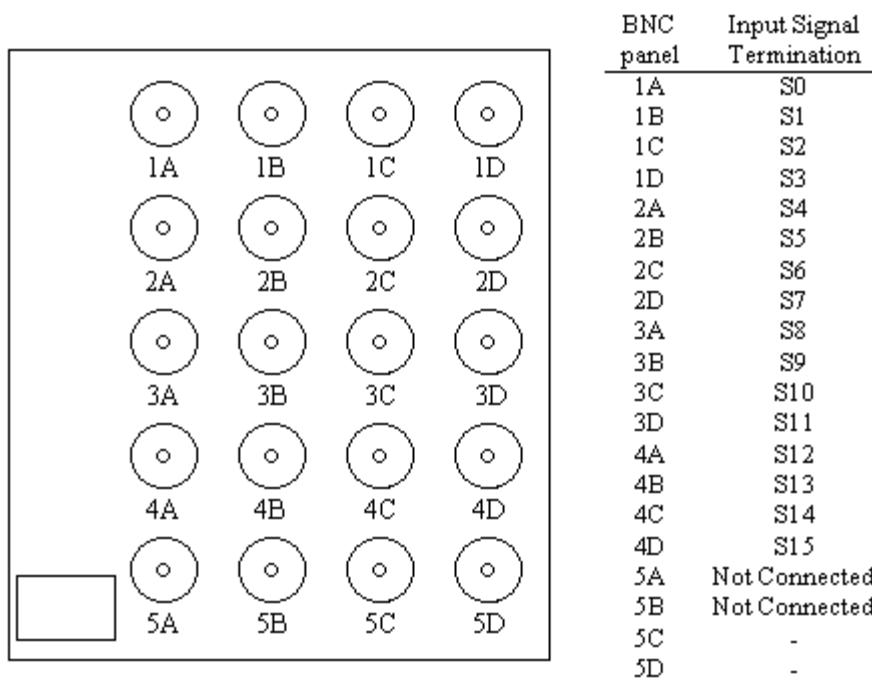 1A 1B 1C 1D
2A 2B 2C 2D
3A 3B 3C 3D
4A 4B 4C 4D
5A 5B 5C 5D
BNC Input Signal
panel Termination
1A S0
1B S1
1C S2
1D S3
2A S4
2B S5
2C S6
2D S7
3A S8
3B S9
3C S10
3D S11
4A S12
4B S13
4C S14
4D S15
5A Not Connected
5B Not Connected
5C -
5D -